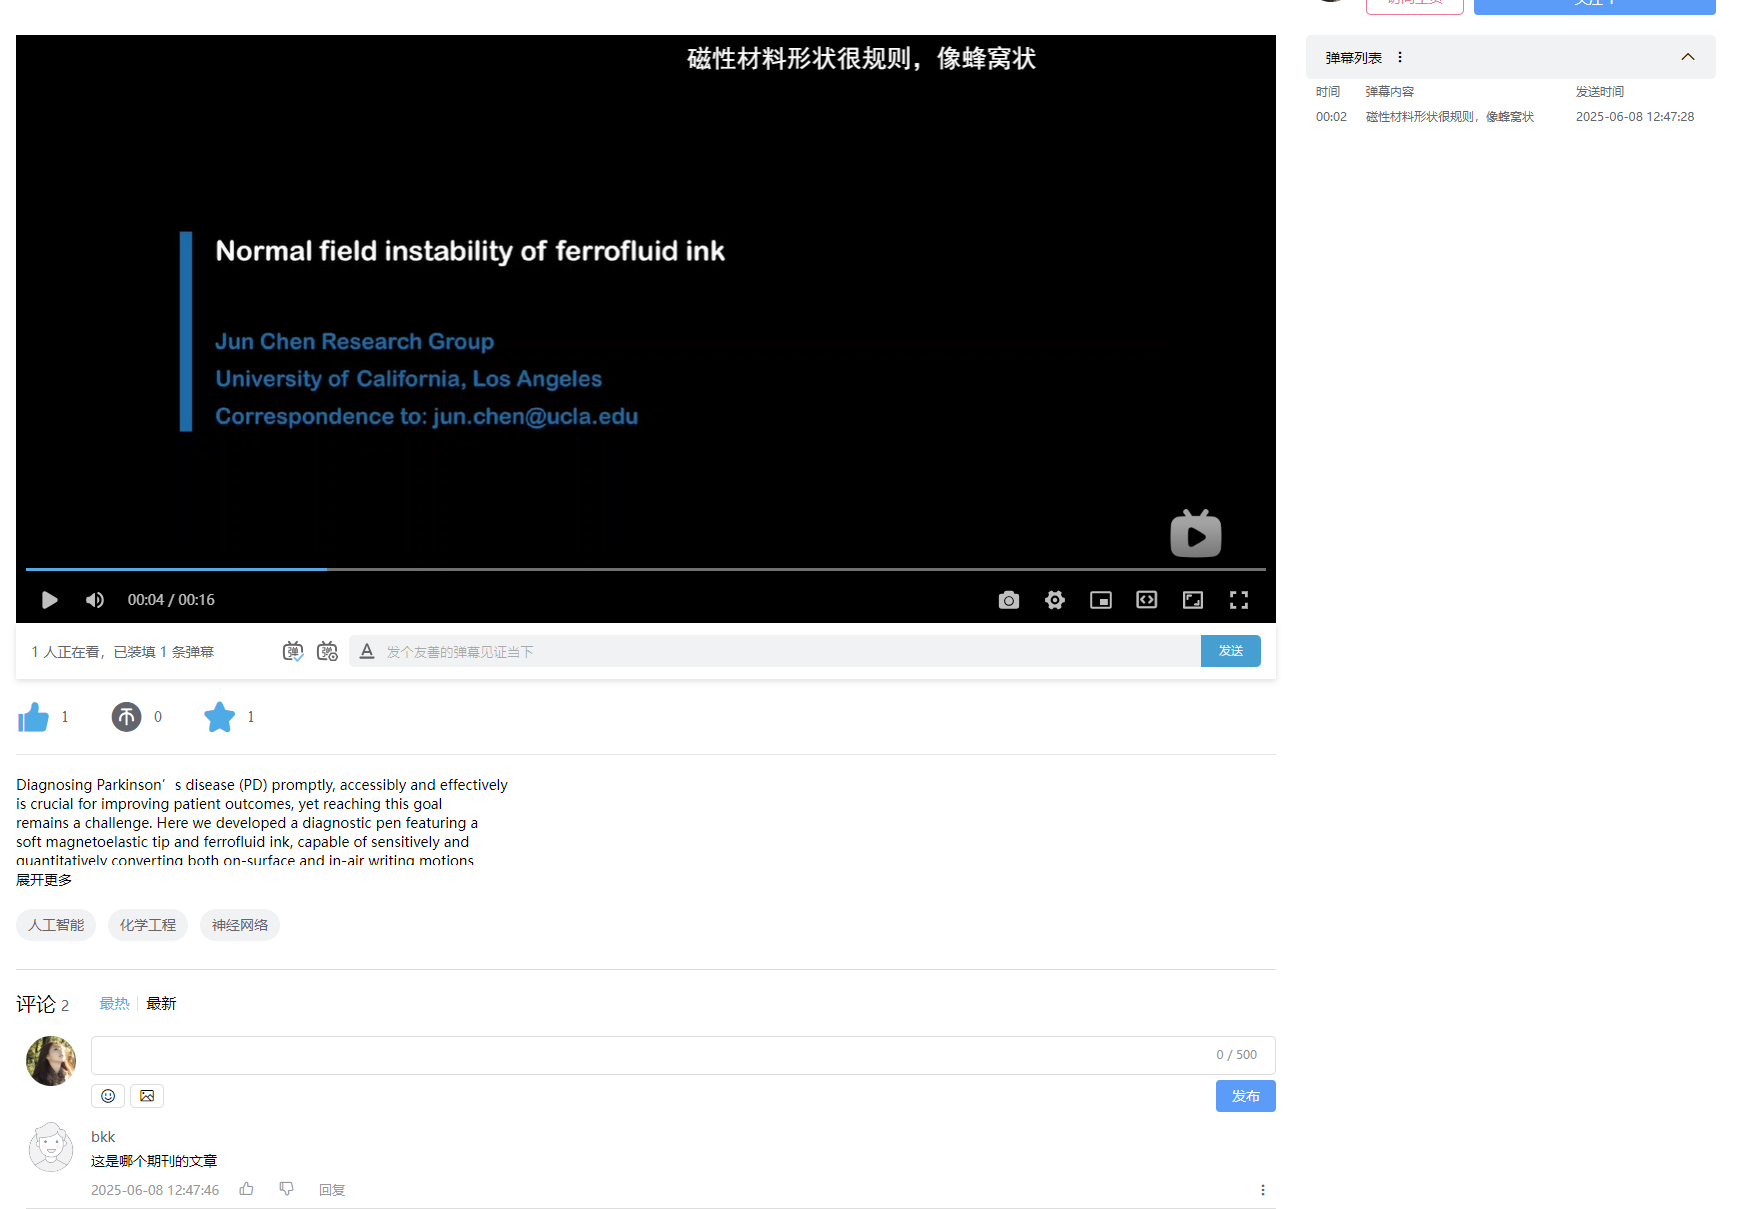 磁性材料形状很规则，像蜂窝状
Normal field instability of ferrofluid ink
Jun Chen Research Group
University of California, Los Angeles
Correspondence to: jun.chen@ucla.edu
00:04 / 00:16
1 人正在看，已装填 1 条弹幕
弹
弹
A
发个友善的弹幕见证当下
发送
1
0
1
Diagnosing Parkinson’s disease (PD) promptly, accessibly and effectively
is crucial for improving patient outcomes, yet reaching this goal
remains a challenge. Here we developed a diagnostic pen featuring a
soft magnetoelastic tip and ferrofluid ink, capable of sensitively and
quantitatively converting both on-surface and in-air writing motions
展开更多
人工智能
化学工程
神经网络
评论 2
最热
最新
0 / 500
发布
bkk
这是哪个期刊的文章
2025-06-08 12:47:46
回复
弹幕列表
时间 弹幕内容 发送时间
00:02 磁性材料形状很规则，像蜂窝状 2025-06-08 12:47:28